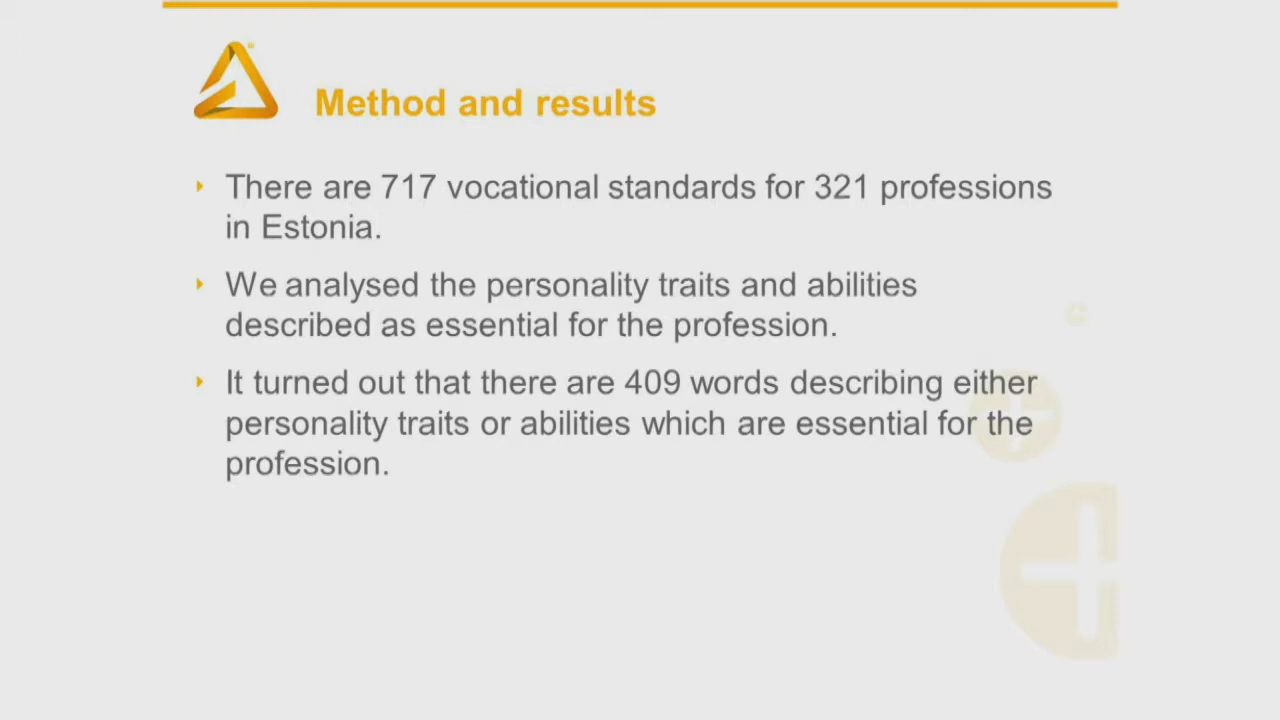 Method and results
There are 717 vocational standards for 321 professions
in Estonia.
We analysed the personality traits and abilities
described as essential for the profession.
It turned out that there are 409 words describing either
personality traits or abilities which are essential for the
profession.